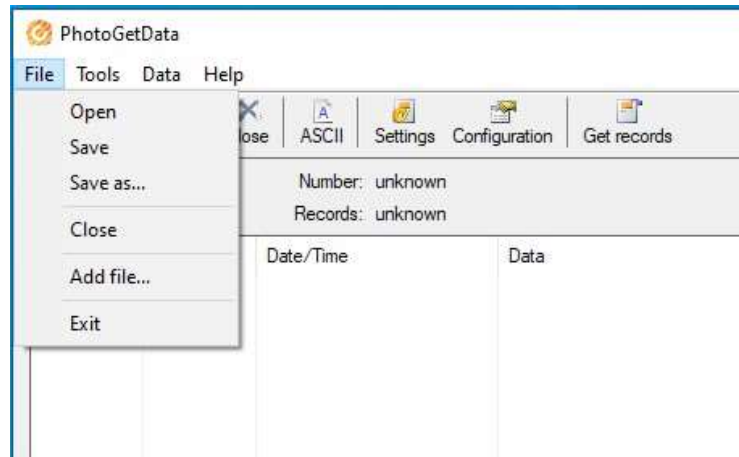 PhotoGetData
File Tools Data Help
Open
Save
Save as...
Close
Add file...
Exit
ASCII Settings Configuration Get records
Number: unknown
Records: unknown
Date/Time Data